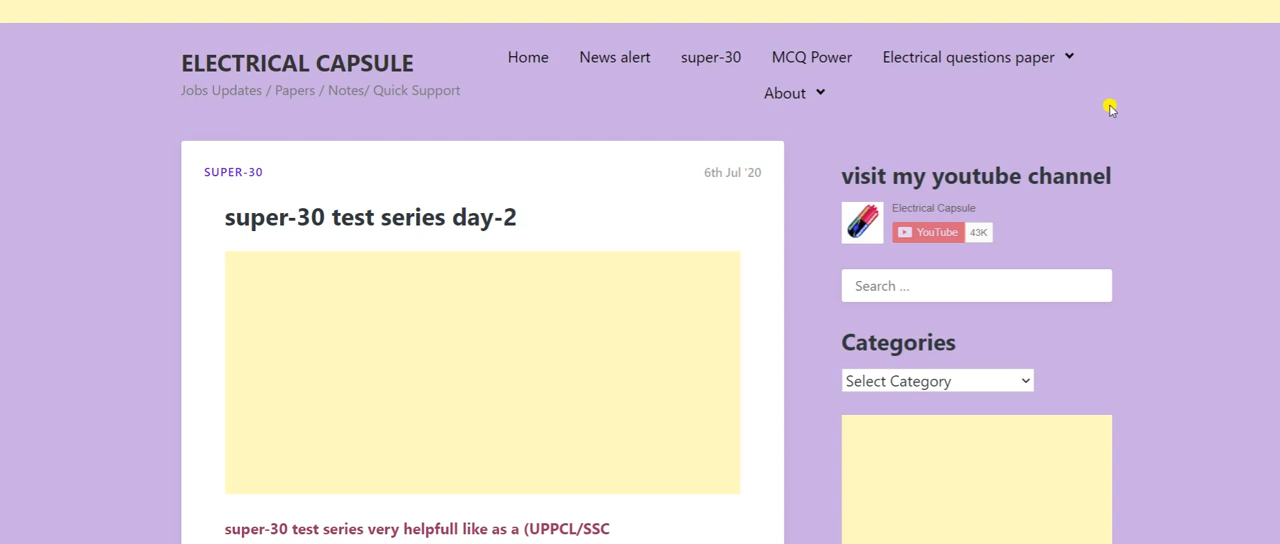 ELECTRICAL CAPSULE
Jobs Updates / Papers / Notes/ Quick Support
Home News alert super-30 MCQ Power Electrical questions paper
About
SUPER-30 6th Jul '20
super-30 test series day-2
super-30 test series very helpfull like as a (UPPCL/SSC
visit my youtube channel
Electrical Capsule
YouTube 43K
Search ...
Categories
Select Category